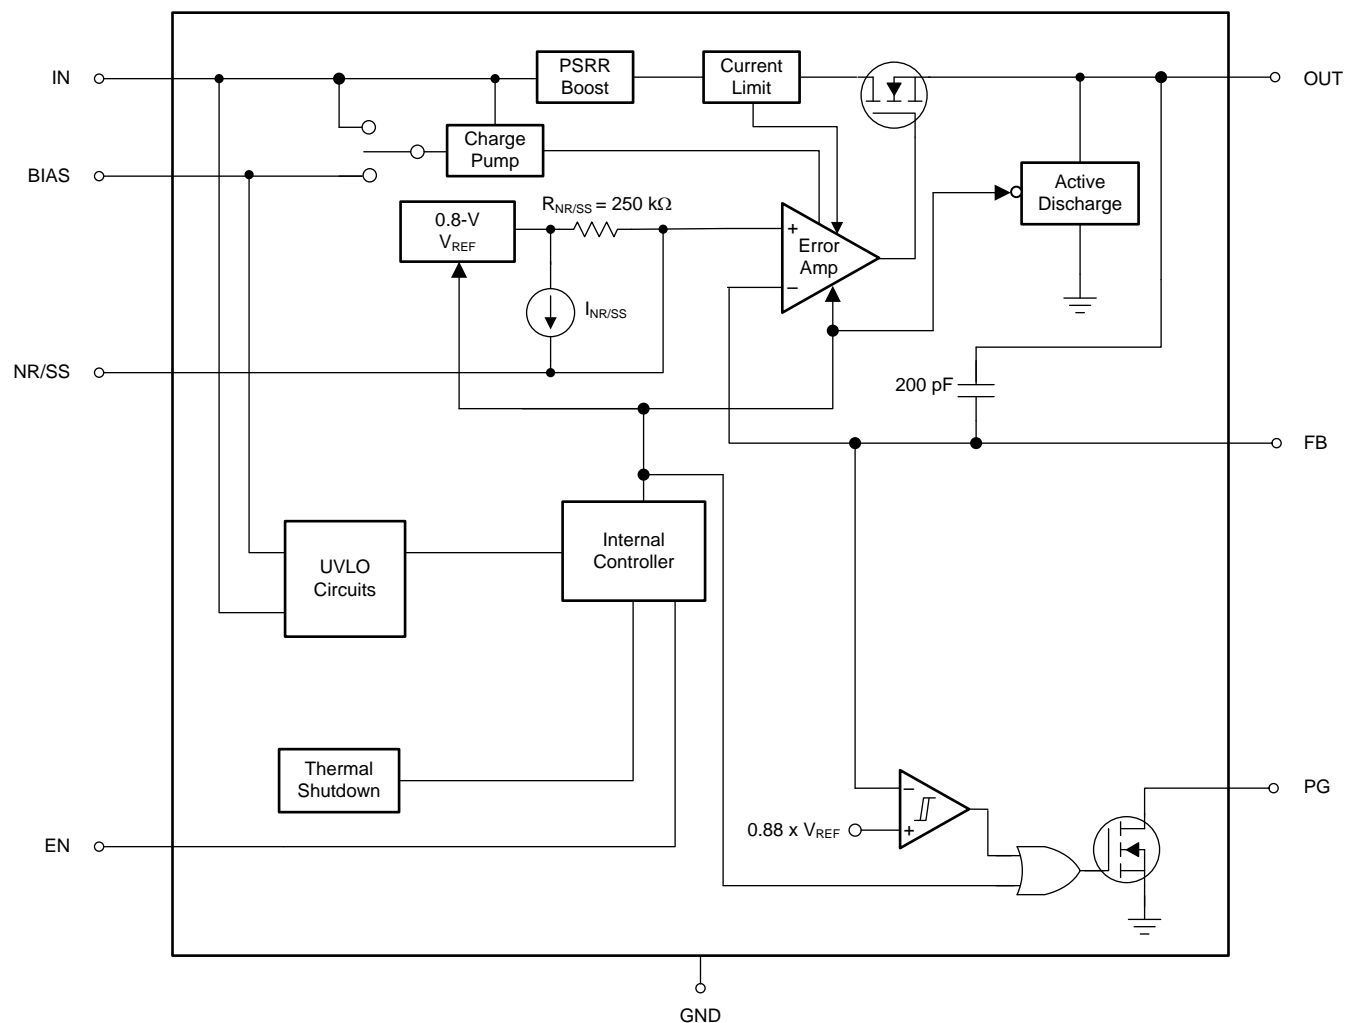 IN
PSRR
Boost
Current
Limit
OUT
Charge
Pump
BIAS
Active
Discharge
0.8-V
VREF
RNR/SS = 250 kΩ
+
Error
Amp
−
INR/SS
NR/SS
200 pF
FB
Internal
Controller
UVLO
Circuits
Thermal
Shutdown
PG
−
0.88 x VREF
+
EN
GND